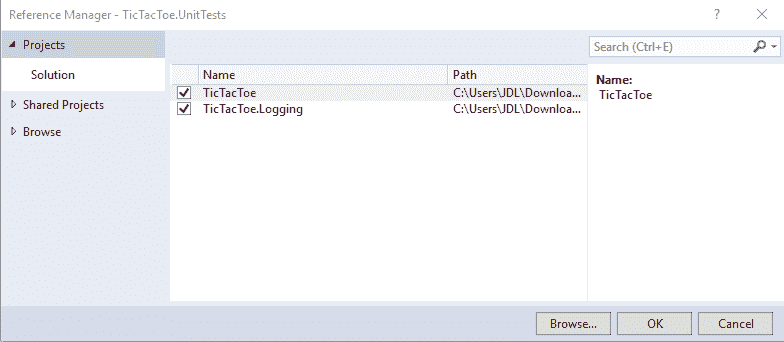 Reference Manager - TicTacToe.UnitTests
Projects
Search (Ctrl+E)
Solution
Name Path
Name:
TicTacToe C:\Users\JDL\Downloa...
TicTacToe
Shared Projects
TicTacToe.Logging C:\Users\JDL\Downloa...
Browse
Browse... OK Cancel